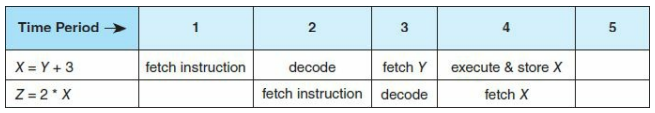 Time Period → 1 2 3 4 5
X = Y + 3 fetch instruction decode fetch Y execute & store X
Z = 2 * X fetch instruction decode fetch X